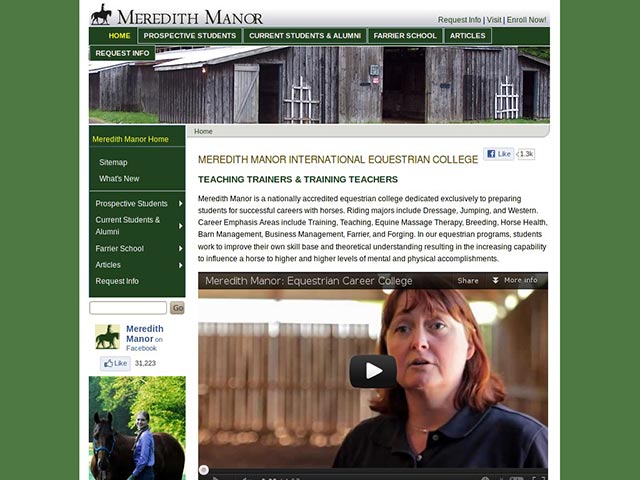 MEREDITH MANOR
Request Info | Visit | Enroll Now!
HOME PROSPECTIVE STUDENTS CURRENT STUDENTS & ALUMNI FARRIER SCHOOL ARTICLES
REQUEST INFO
Meredith Manor Home
Sitemap
What's New
Prospective Students
Current Students &
Alumni
Farrier School
Articles
Request Info
Go
Meredith
Manor on
Facebook
Like 31,223
Home
MEREDITH MANOR INTERNATIONAL EQUESTRIAN COLLEGE Like 1.3k
TEACHING TRAINERS & TRAINING TEACHERS
Meredith Manor is a nationally accredited equestrian college dedicated exclusively to preparing
students for successful careers with horses. Riding majors include Dressage, Jumping, and Western.
Career Emphasis Areas include Training, Teaching, Equine Massage Therapy, Breeding, Horse Health,
Barn Management, Business Management, Farrier, and Forging. In our equestrian programs, students
work to improve their own skill base and theoretical understanding resulting in the increasing capability
to influence a horse to higher and higher levels of mental and physical accomplishments.
Meredith Manor: Equestrian Career College Share More info